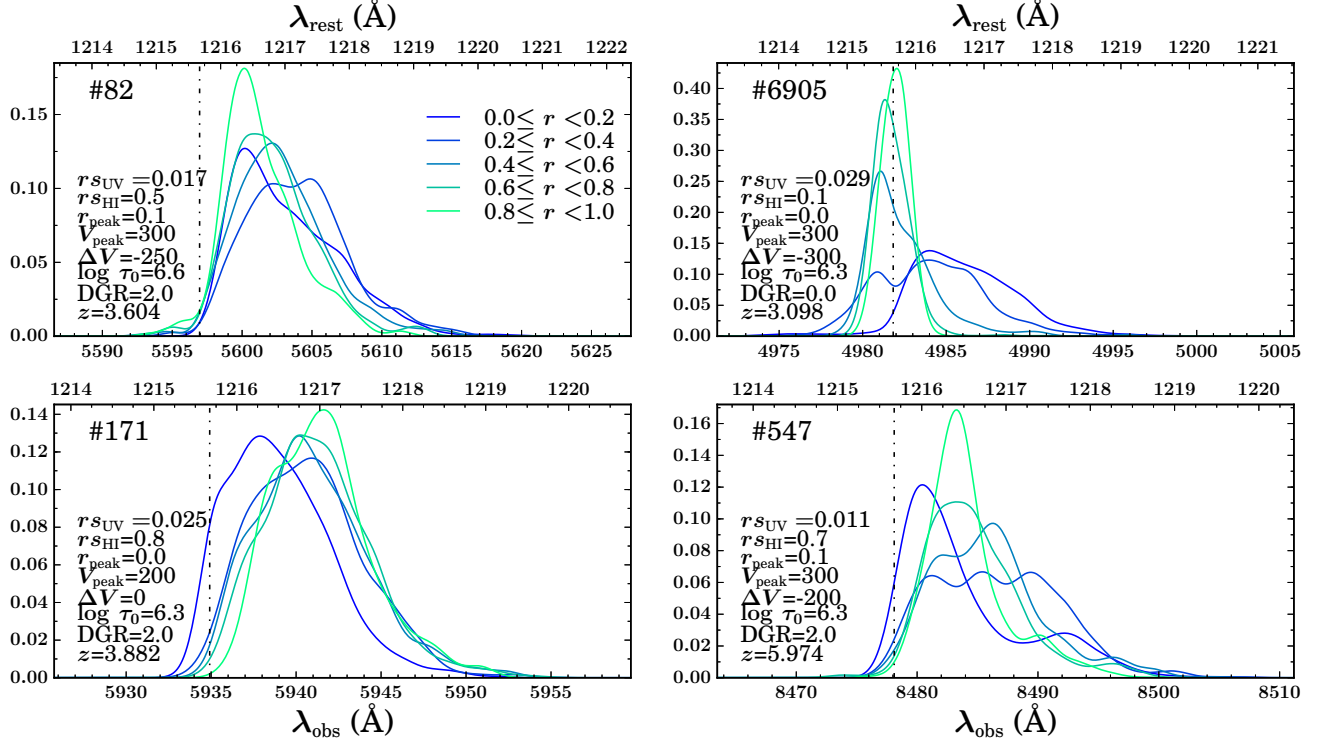 λrest (Å)
λrest (Å)
1214 1215 1216 1217 1218 1219 1220 1221 1222
1214 1215 1216 1217 1218 1219 1220 1221
#82
#6905
0.0≤ r <0.2
0.2≤ r <0.4
0.4≤ r <0.6
0.6≤ r <0.8
0.8≤ r <1.0
rsUV=0.017
rsHI=0.5
rpeak=0.1
Vpeak=300
ΔV=-250
log τ0=6.6
DGR=2.0
z=3.604
rsUV=0.029
rsHI=0.1
rpeak=0.0
Vpeak=300
ΔV=-300
log τ0=6.3
DGR=0.0
z=3.098
0.15
0.10
0.05
0.00
0.40
0.35
0.30
0.25
0.20
0.15
0.10
0.05
0.00
5590 5595 5600 5605 5610 5615 5620 5625
4975 4980 4985 4990 4995 5000 5005
1214 1215 1216 1217 1218 1219 1220
1214 1215 1216 1217 1218 1219 1220
#171
#547
rsUV=0.025
rsHI=0.8
rpeak=0.0
Vpeak=200
ΔV=0
log τ0=6.3
DGR=2.0
z=3.882
rsUV=0.011
rsHI=0.7
rpeak=0.1
Vpeak=300
ΔV=-200
log τ0=6.3
DGR=2.0
z=5.974
0.14
0.12
0.10
0.08
0.06
0.04
0.02
0.00
0.16
0.14
0.12
0.10
0.08
0.06
0.04
0.02
0.00
5930 5935 5940 5945 5950 5955
8470 8480 8490 8500 8510
λobs (Å)
λobs (Å)